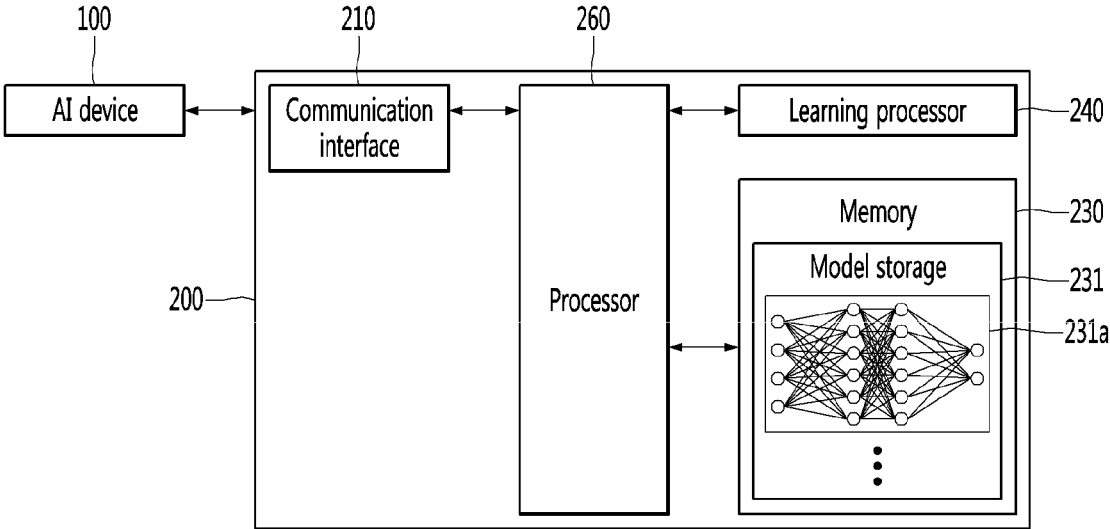 100
210
260
AI device
Communication
interface
Learning processor
240
Memory
230
Model storage
231
200
Processor
231a